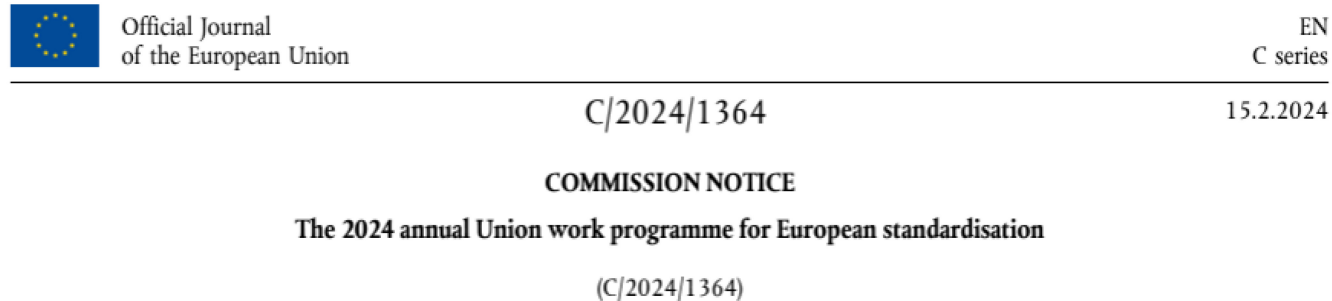 Official Journal
of the European Union
EN
C series
C/2024/1364
15.2.2024
COMMISSION NOTICE
The 2024 annual Union work programme for European standardisation
(C/2024/1364)